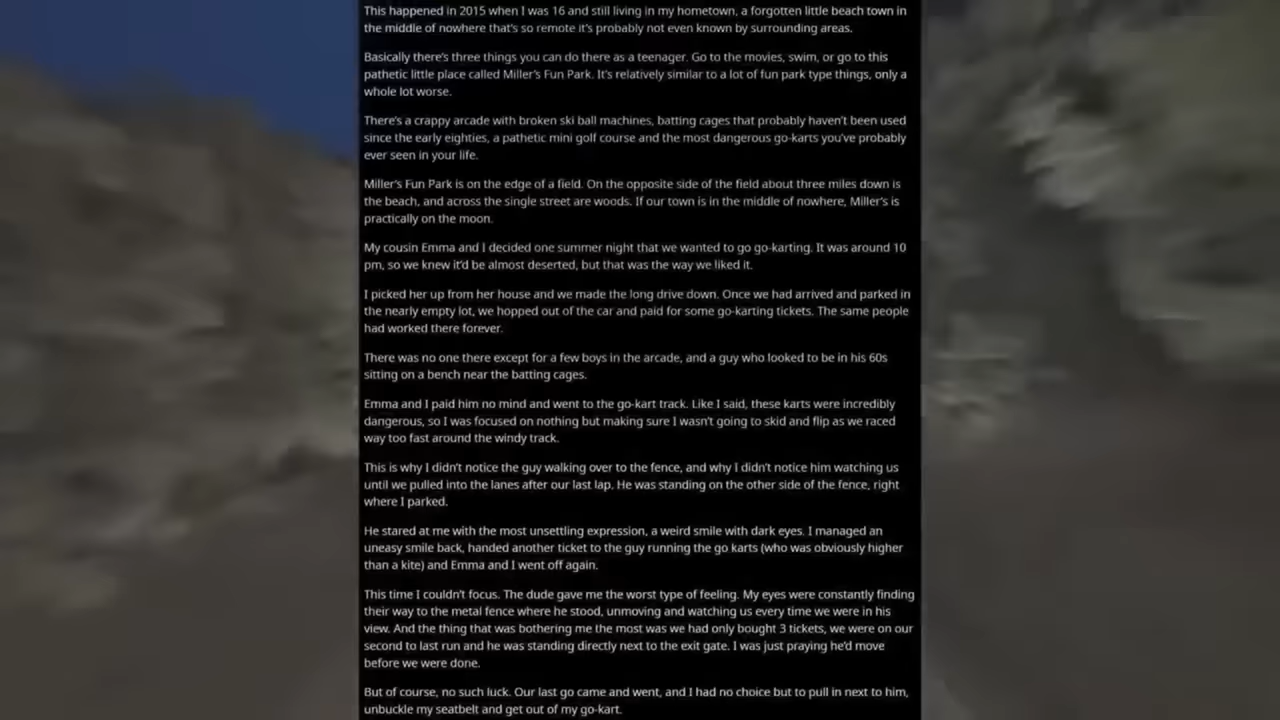 This happened in 2015 when I was 16 and still living in my hometown, a forgotten little beach town in
the middle of nowhere that's so remote it's probably not even known by surrounding areas.
Basically there's three things you can do there as a teenager. Go to the movies, swim, or go to this
pathetic little place called Miller's Fun Park. It's relatively similar to a lot of fun park type things, only a
whole lot worse.
There's a crappy arcade with broken ski ball machines, batting cages that probably haven't been used
since the early eighties, a pathetic mini golf course and the most dangerous go-karts you've probably
ever seen in your life.
Miller's Fun Park is on the edge of a field. On the opposite side of the field about three miles down is
the beach, and across the single street are woods. If our town is in the middle of nowhere, Miller's is
practically on the moon.
My cousin Emma and I decided one summer night that we wanted to go go-karting. It was around 10
pm, so we knew it'd be almost deserted, but that was the way we liked it.
I picked her up from her house and we made the long drive down. Once we had arrived and parked in
the nearly empty lot, we hopped out of the car and paid for some go-karting tickets. The same people
had worked there forever.
There was no one there except for a few boys in the arcade, and a guy who looked to be in his 60s
sitting on a bench near the batting cages.
Emma and I paid him no mind and went to the go-kart track. Like I said, these karts were incredibly
dangerous, so I was focused on nothing but making sure I wasn't going to skid and flip as we raced
way too fast around the windy track.
This is why I didn't notice the guy walking over to the fence, and why I didn't notice him watching us
until we pulled into the lanes after our last lap. He was standing on the other side of the fence, right
where I parked.
He stared at me with the most unsettling expression, a weird smile with dark eyes. I managed an
uneasy smile back, handed another ticket to the guy running the go karts (who was obviously higher
than a kite) and Emma and I went off again.
This time I couldn't focus. The dude gave me the worst type of feeling. My eyes were constantly finding
their way to the metal fence where he stood, unmoving and watching us every time we were in his
view. And the thing that was bothering me the most was we had only bought 3 tickets, we were on our
second to last run and he was standing directly next to the exit gate. I was just praying he'd move
before we were done.
But of course, no such luck. Our last go came and went, and I had no choice but to pull in next to him,
unbuckle my seatbelt and get out of my go-kart.